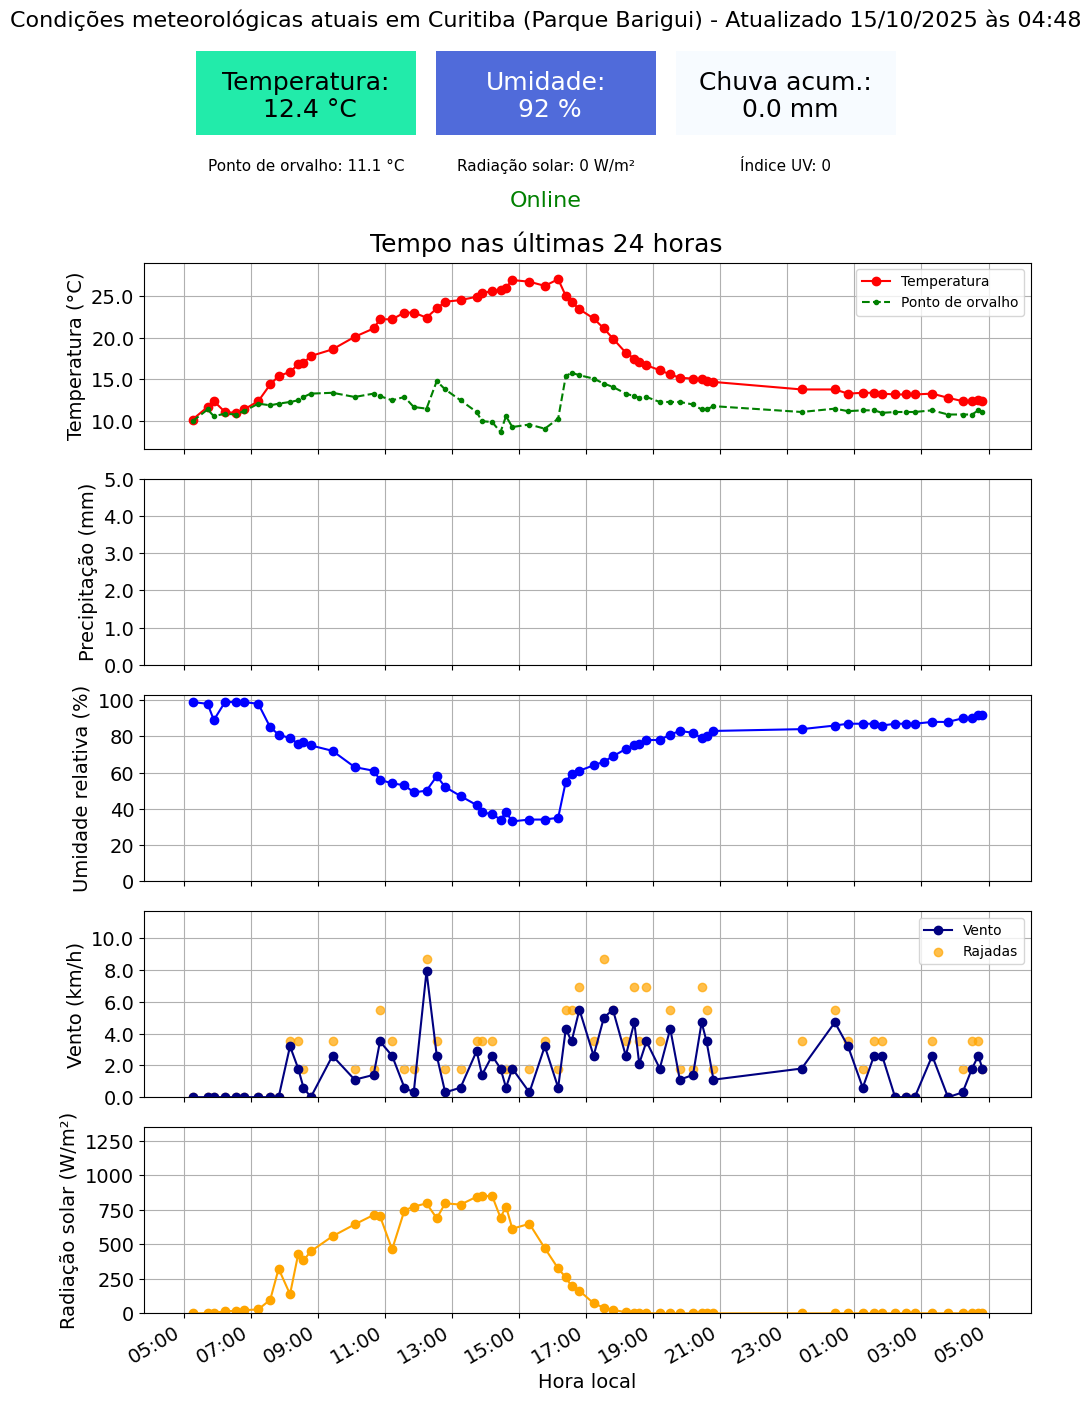 Condições meteorológicas atuais em Curitiba (Parque Barigui) - Atualizado 15/10/2025 às 04:48
Temperatura:
12.4 °C
Umidade:
92 %
Chuva acum.:
0.0 mm
Ponto de orvalho: 11.1 °C
Radiação solar: 0 W/m²
Índice UV: 0
Online
Tempo nas últimas 24 horas
Temperatura (°C)
25.0
20.0
15.0
10.0
Temperatura
Ponto de orvalho
Precipitação (mm)
5.0
4.0
3.0
2.0
1.0
0.0
Umidade relativa (%)
100
80
60
40
20
0
Vento (km/h)
10.0
8.0
6.0
4.0
2.0
0.0
Vento
Rajadas
Radiação solar (W/m²)
1250
1000
750
500
250
0
05:00
07:00
09:00
11:00
13:00
15:00
17:00
19:00
21:00
23:00
01:00
03:00
05:00
Hora local